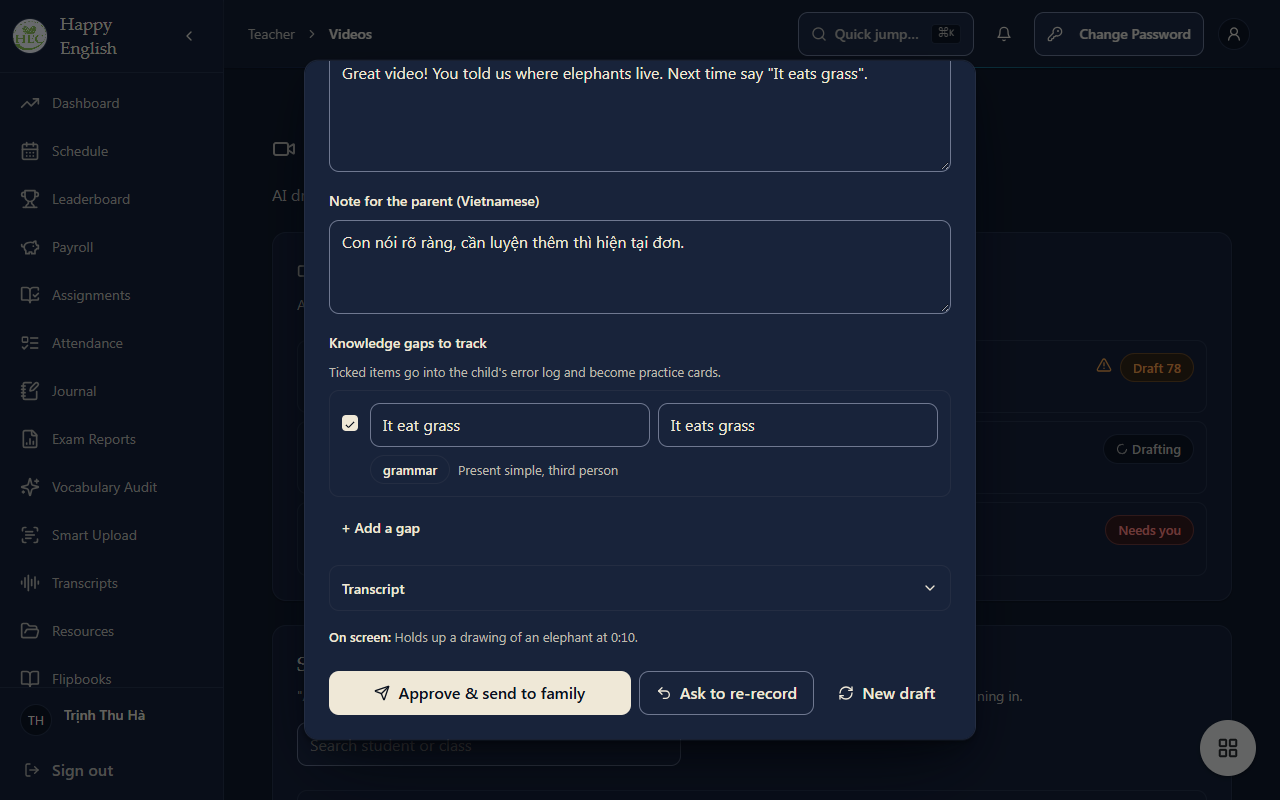 Happy
English
HEC
Teacher > Videos
Quick jump...
⌘K
Change Password
Dashboard
Schedule
Leaderboard
Payroll
Assignments
Attendance
Journal
Exam Reports
Vocabulary Audit
Smart Upload
Transcripts
Resources
Flipbooks
TH
Trịnh Thu Hà
Sign out
AI
Great video! You told us where elephants live. Next time say "It eats grass".
Note for the parent (Vietnamese)
Con nói rõ ràng, cần luyện thêm thì hiện tại đơn.
Knowledge gaps to track
Ticked items go into the child's error log and become practice cards.
It eat grass
It eats grass
grammar
Present simple, third person
+ Add a gap
Transcript
On screen: Holds up a drawing of an elephant at 0:10.
Approve & send to family
Ask to re-record
New draft
Draft 78
Drafting
Needs you
in.
Search student or class